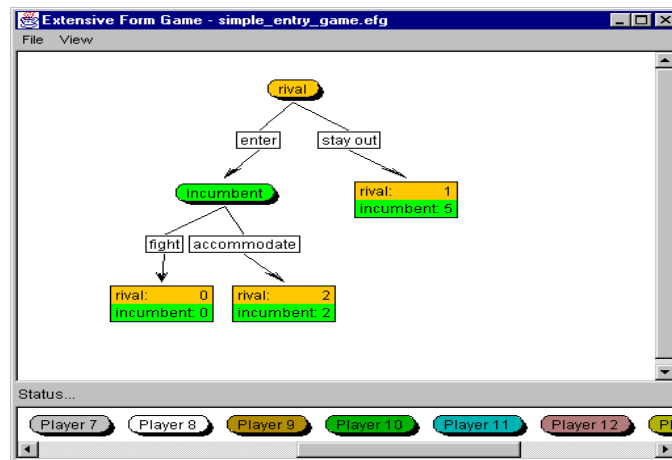 Extensive Form Game - simple_entry_game.efg
File View
rival
enter stay out
incumbent
rival: 1
incumbent: 5
fight accommodate
rival: 0
incumbent: 0
rival: 2
incumbent: 2
Status...
Player 7 Player 8 Player 9 Player 10 Player 11 Player 12 Pl